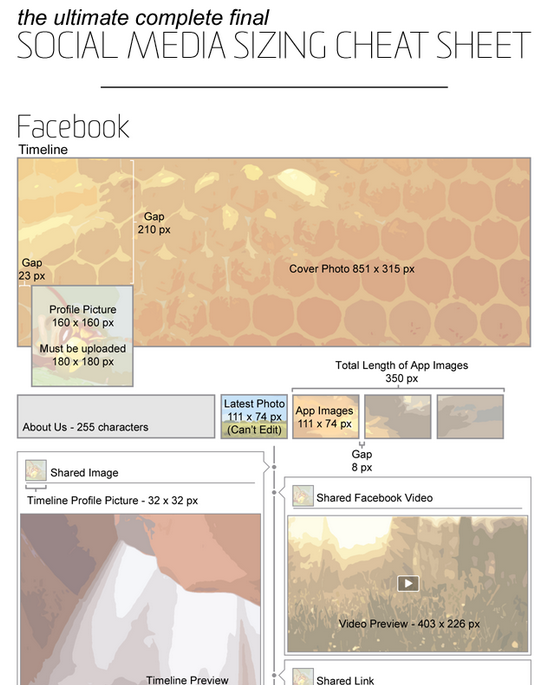 the ultimate complete final
SOCIAL MEDIA SIZING CHEAT SHEET
Facebook
Timeline
Gap
210 px
Gap
23 px
Cover Photo 851 x 315 px
Profile Picture
160 x 160 px
Must be uploaded
180 x 180 px
Total Length of App Images
350 px
About Us - 255 characters
Latest Photo
111 x 74 px
(Can't Edit)
App Images
111 x 74 px
Gap
8 px
Shared Image
Timeline Profile Picture - 32 x 32 px
Shared Facebook Video
Video Preview - 403 x 226 px
Timeline Preview
Shared Link